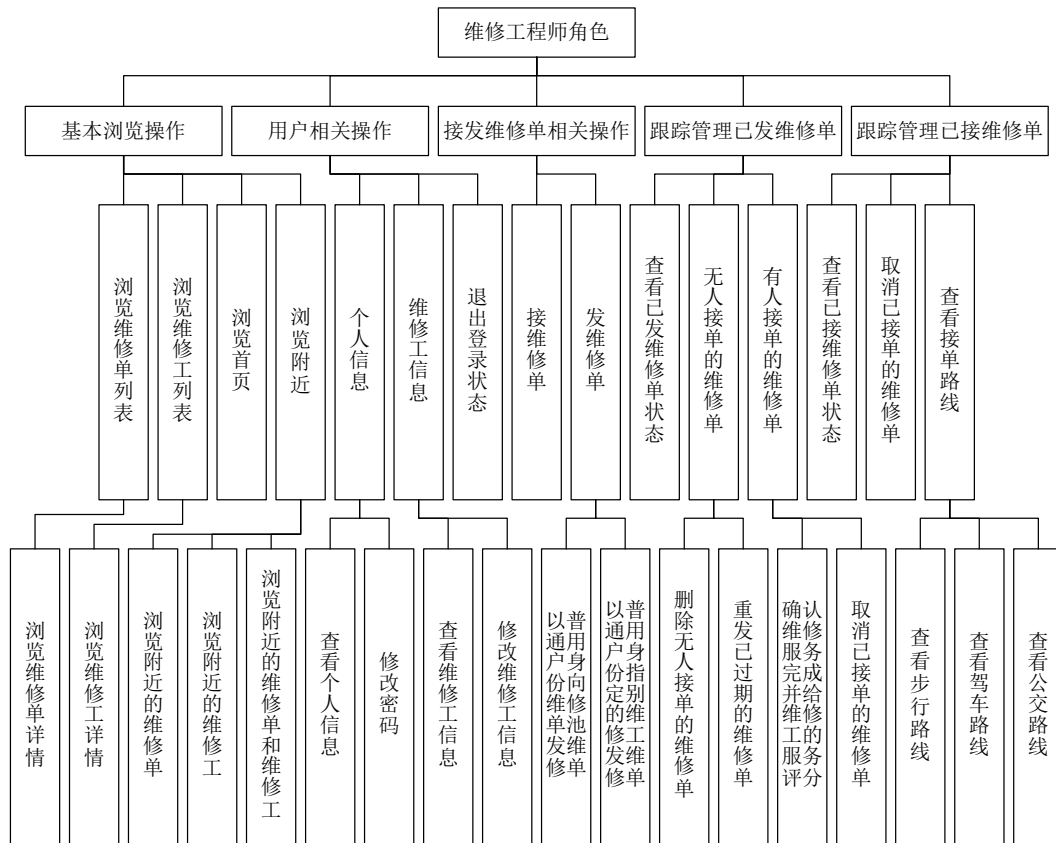 维修工程师角色
基本浏览操作
用户相关操作
接发维修单相关操作
跟踪管理已发维修单
跟踪管理已接维修单
浏览维修单列表
浏览维修工列表
浏览首页
浏览附近
个人信息
维修工信息
退出登录状态
接维修单
发维修单
查看已发维修单状态
无人接单的维修单
有人接单的维修单
查看已接维修单状态
取消已接单的维修单
查看接单路线
浏览维修单详情
浏览维修工详情
浏览附近的维修单
浏览附近的维修工
浏览附近的维修单和维修工
查看个人信息
修改密码
查看维修工信息
修改维修工信息
以普通用户身份向维修单池发维修单
以普通用户身份指定别的维修工发维修单
删除无人接单的维修单
重发已过期的维修单
确认维修服务完成并给维修工的服务评分
取消已接单的维修单
查看步行路线
查看驾车路线
查看公交路线